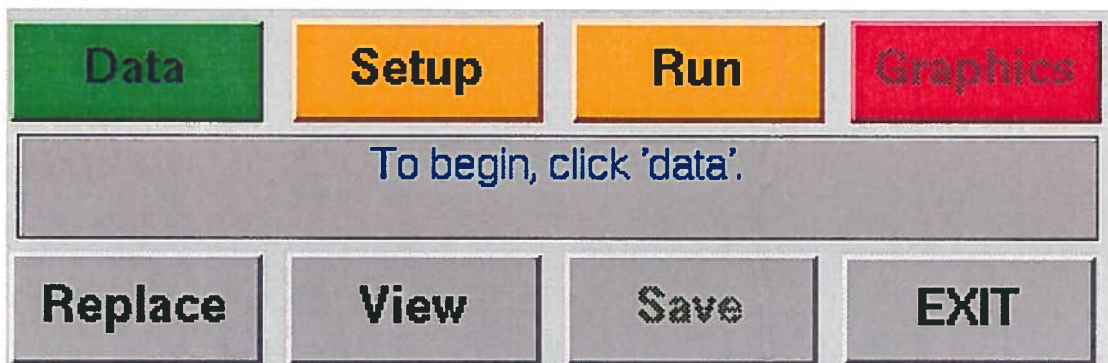 Data Setup Run Graphics
To begin, click 'data'.
Replace View Save EXIT